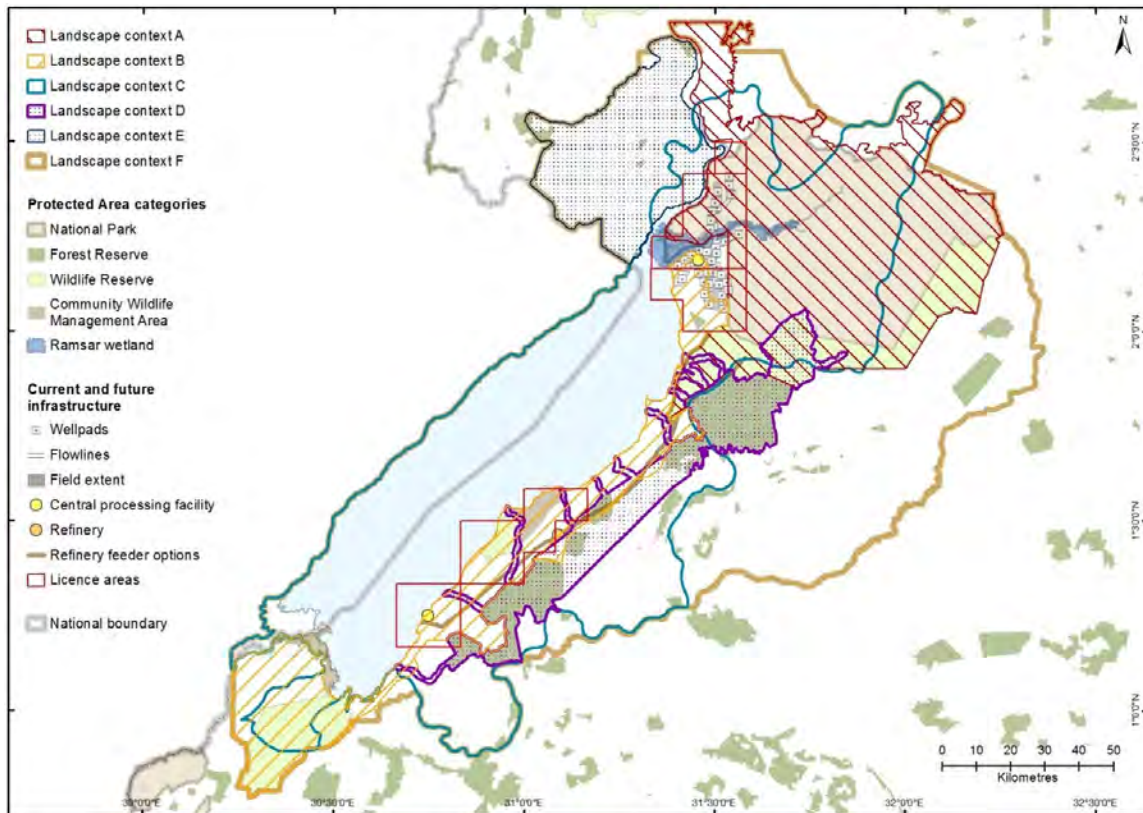 Landscape context A
Landscape context B
Landscape context C
Landscape context D
Landscape context E
Landscape context F
Protected Area categories
National Park
Forest Reserve
Wildlife Reserve
Community Wildlife
Management Area
Ramsar wetland
Current and future
infrastructure
Wellpads
Flowlines
Field extent
Central processing facility
Refinery
Refinery feeder options
Licence areas
National boundary
N
2°30'0"N
2°0'0"N
1°30'0"N
1°0'0"N
0 10 20 30 40 50
Kilometres
30°0'0"E
30°30'0"E
31°0'0"E
31°30'0"E
32°0'0"E
32°30'0"E